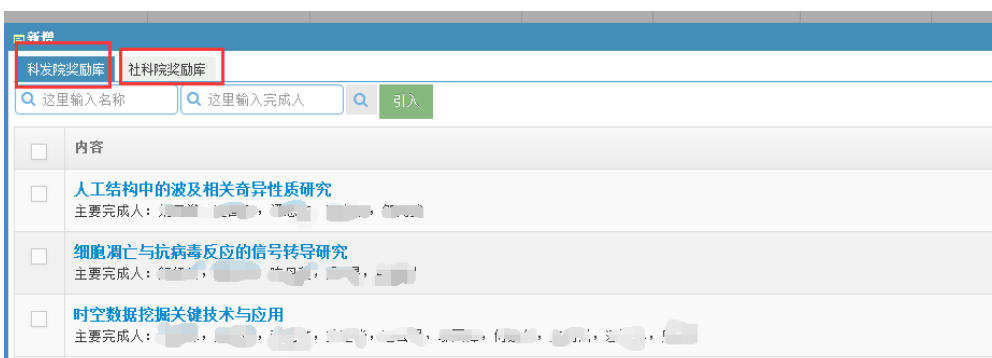 新增
科发院奖励库 社科院奖励库
这里输入名称 这里输入完成人 引入
内容
人工结构中的波及相关奇异性质研究
主要完成人：
细胞凋亡与抗病毒反应的信号转导研究
主要完成人：
时空数据挖掘关键技术与应用
主要完成人：